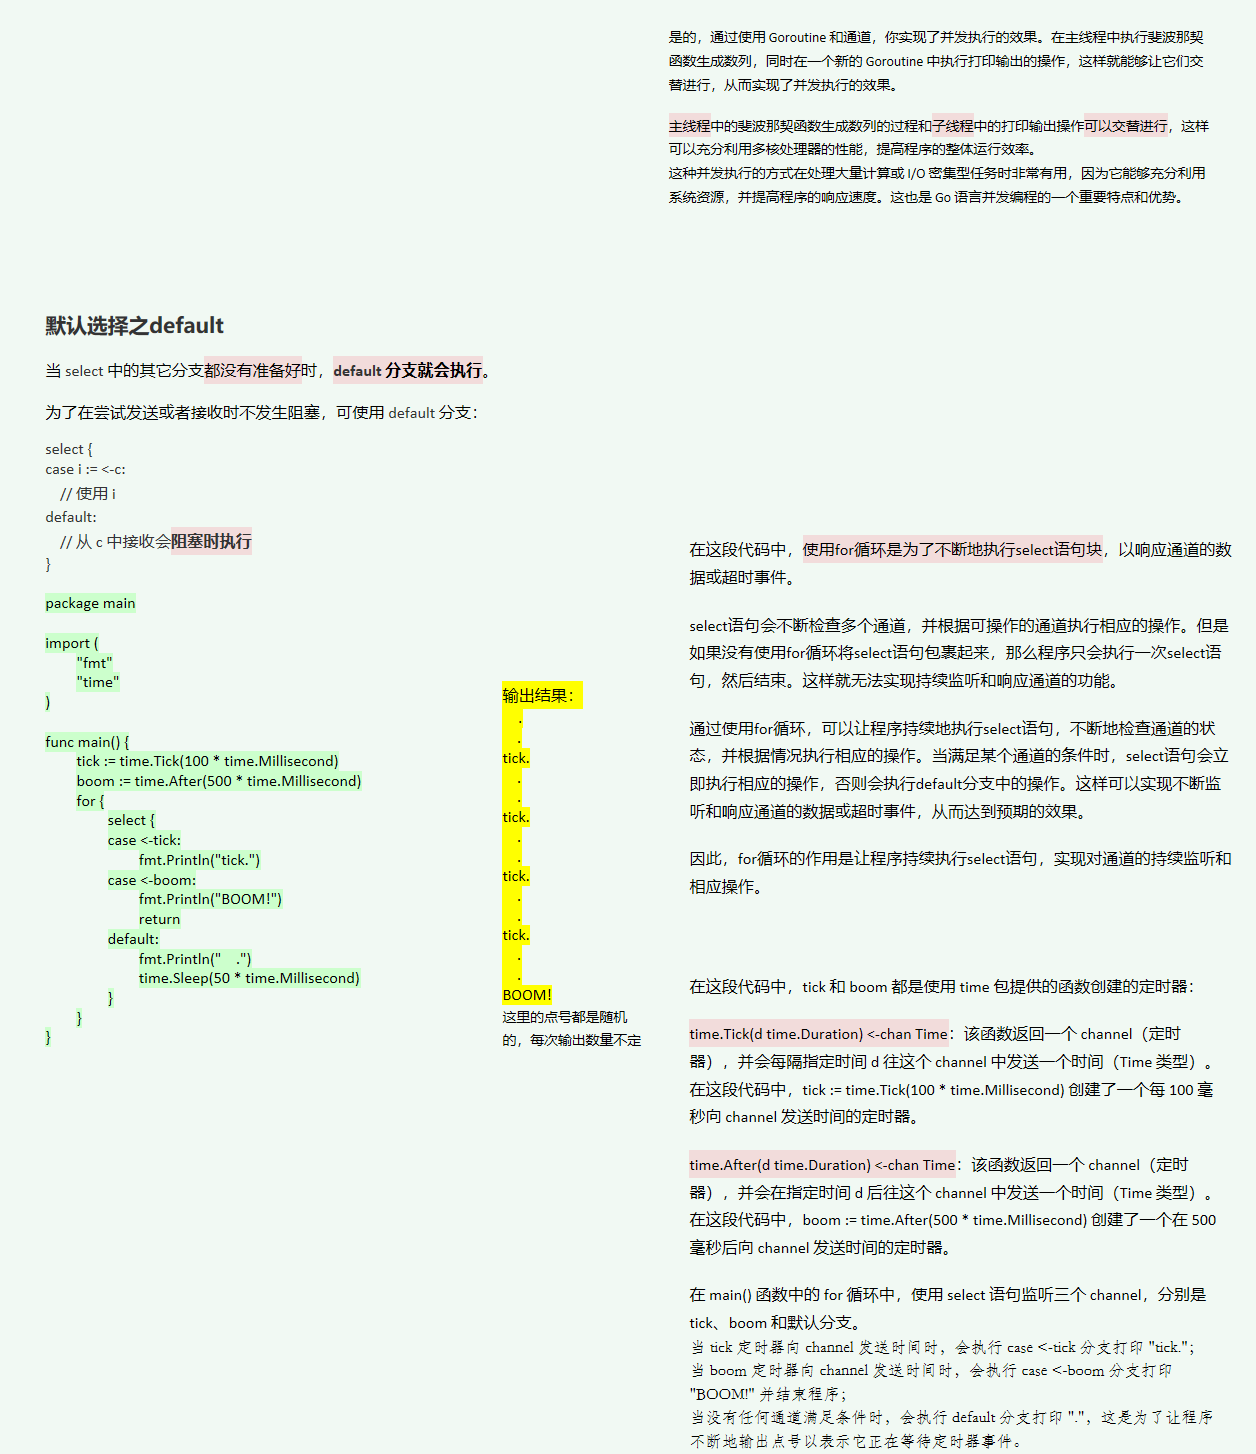 是的，通过使用 Goroutine 和通道，你实现了并发执行的效果。在主线程中执行斐波那契
函数生成数列，同时在一个新的 Goroutine 中执行打印输出的操作，这样就能够让它们交
替进行，从而实现了并发执行的效果。
主线程中的斐波那契函数生成数列的过程和子线程中的打印输出操作可以交替进行，这样
可以充分利用多核处理器的性能，提高程序的整体运行效率。
这种并发执行的方式在处理大量计算或 I/O 密集型任务时非常有用，因为它能够充分利用
系统资源，并提高程序的响应速度。这也是 Go 语言并发编程的一个重要特点和优势。
默认选择之default
当 select 中的其它分支都没有准备好时，default 分支就会执行。
为了在尝试发送或者接收时不发生阻塞，可使用 default 分支：
select {
case i := <-c:
    // 使用 i
default:
    // 从 c 中接收会阻塞时执行
}
package main
import (
        "fmt"
        "time"
)
func main() {
        tick := time.Tick(100 * time.Millisecond)
        boom := time.After(500 * time.Millisecond)
        for {
                select {
                case <-tick:
                        fmt.Println("tick.")
                case <-boom:
                        fmt.Println("BOOM!")
                        return
                default:
                        fmt.Println("    .")
                        time.Sleep(50 * time.Millisecond)
                }
        }
}
输出结果：
    .
    .
tick.
    .
    .
tick.
    .
    .
tick.
    .
    .
tick.
    .
    .
BOOM!
这里的点号都是随机
的，每次输出数量不定
在这段代码中，使用for循环是为了不断地执行select语句块，以响应通道的数
据或超时事件。
select语句会不断检查多个通道，并根据可操作的通道执行相应的操作。但是
如果没有使用for循环将select语句包裹起来，那么程序只会执行一次select语
句，然后结束。这样就无法实现持续监听和响应通道的功能。
通过使用for循环，可以让程序持续地执行select语句，不断地检查通道的状
态，并根据情况执行相应的操作。当满足某个通道的条件时，select语句会立
即执行相应的操作，否则会执行default分支中的操作。这样可以实现不断监
听和响应通道的数据或超时事件，从而达到预期的效果。
因此，for循环的作用是让程序持续执行select语句，实现对通道的持续监听和
相应操作。
在这段代码中，tick 和 boom 都是使用 time 包提供的函数创建的定时器：
time.Tick(d time.Duration) <-chan Time：该函数返回一个 channel（定时
器），并会每隔指定时间 d 往这个 channel 中发送一个时间（Time 类型）。
在这段代码中，tick := time.Tick(100 * time.Millisecond) 创建了一个每 100 毫
秒向 channel 发送时间的定时器。
time.After(d time.Duration) <-chan Time：该函数返回一个 channel（定时
器），并会在指定时间 d 后往这个 channel 中发送一个时间（Time 类型）。
在这段代码中，boom := time.After(500 * time.Millisecond) 创建了一个在 500
毫秒后向 channel 发送时间的定时器。
在 main() 函数中的 for 循环中，使用 select 语句监听三个 channel，分别是
tick、boom 和默认分支。
当 tick 定时器向 channel 发送时间时，会执行 case <-tick 分支打印 "tick."；
当 boom 定时器向 channel 发送时间时，会执行 case <-boom 分支打印
"BOOM!" 并结束程序；
当没有任何通道满足条件时，会执行 default 分支打印 "."，这是为了让程序
不断地输出点号以表示它正在等待定时器事件。